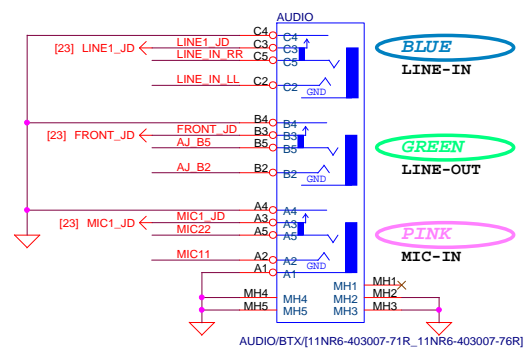 AUDIO
C4 C4
[23] LINE1_JD LINE1_JD C3 C3
LINE_IN_RR C5 C5
LINE_IN_LL C2 C2
GND
BLUE
LINE-IN
B4 B4
[23] FRONT_JD FRONT_JD B3 B3
AJ_B5 B5 B5
AJ_B2 B2 B2
GND
GREEN
LINE-OUT
A4 A4
[23] MIC1_JD MIC1_JD A3 A3
MIC22 A5 A5
MIC11 A2 A2
GND
A1 A1
PINK
MIC-IN
MH1 MH1
MH4 MH4 MH2 MH2
MH5 MH5 MH3 MH3
AUDIO/BTX/[11NR6-403007-71R_11NR6-403007-76R]